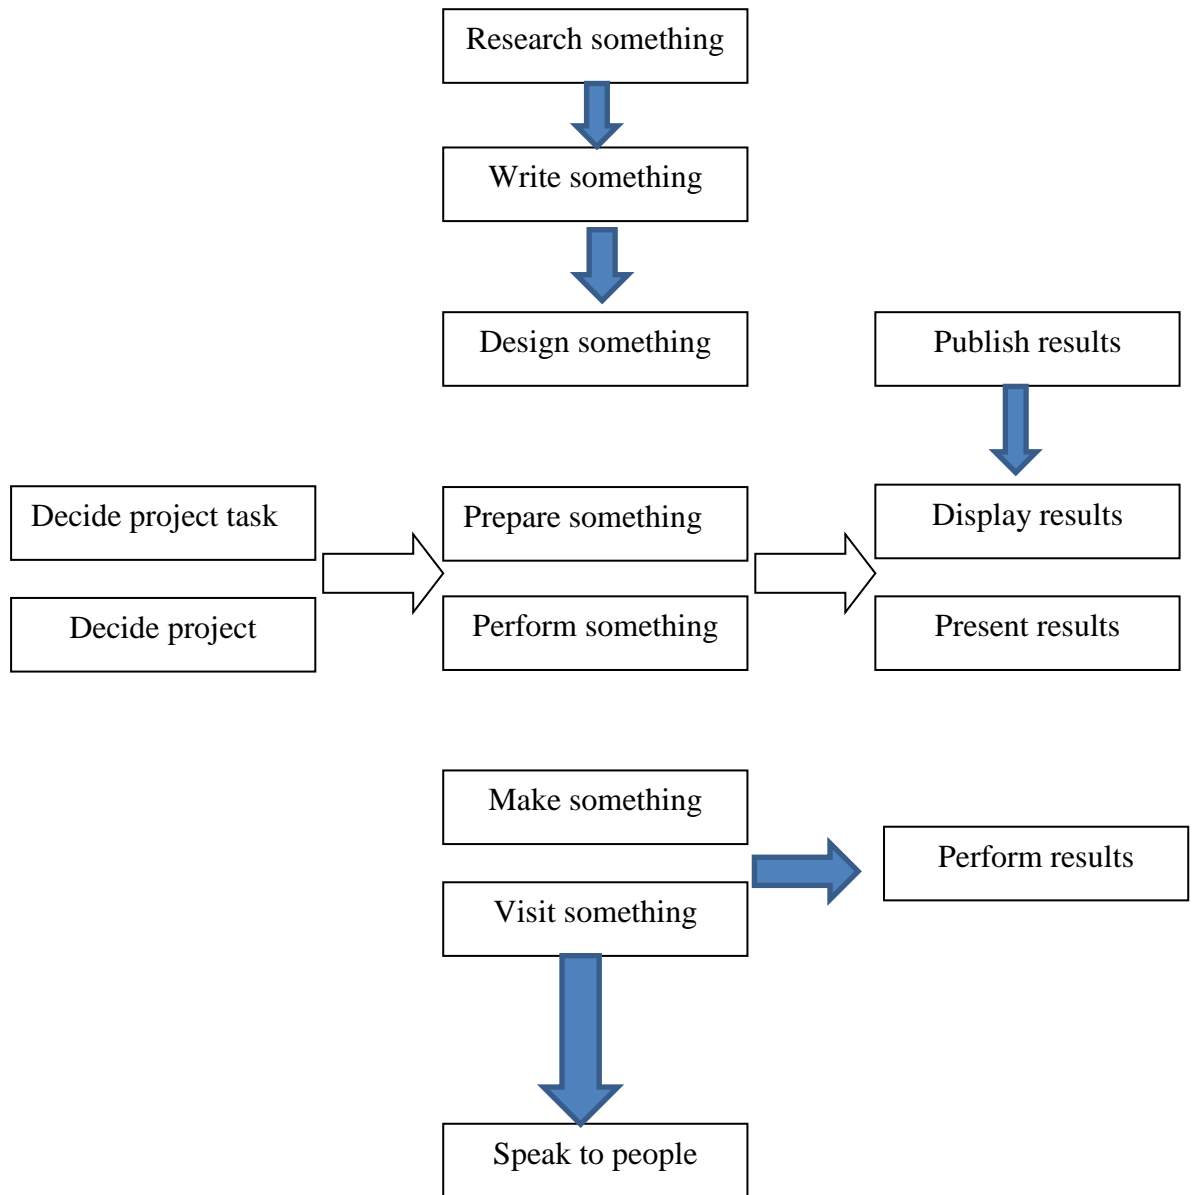 Research something
Write something
Design something
Publish results
Decide project task
Prepare something
Display results
Decide project
Perform something
Present results
Make something
Perform results
Visit something
Speak to people